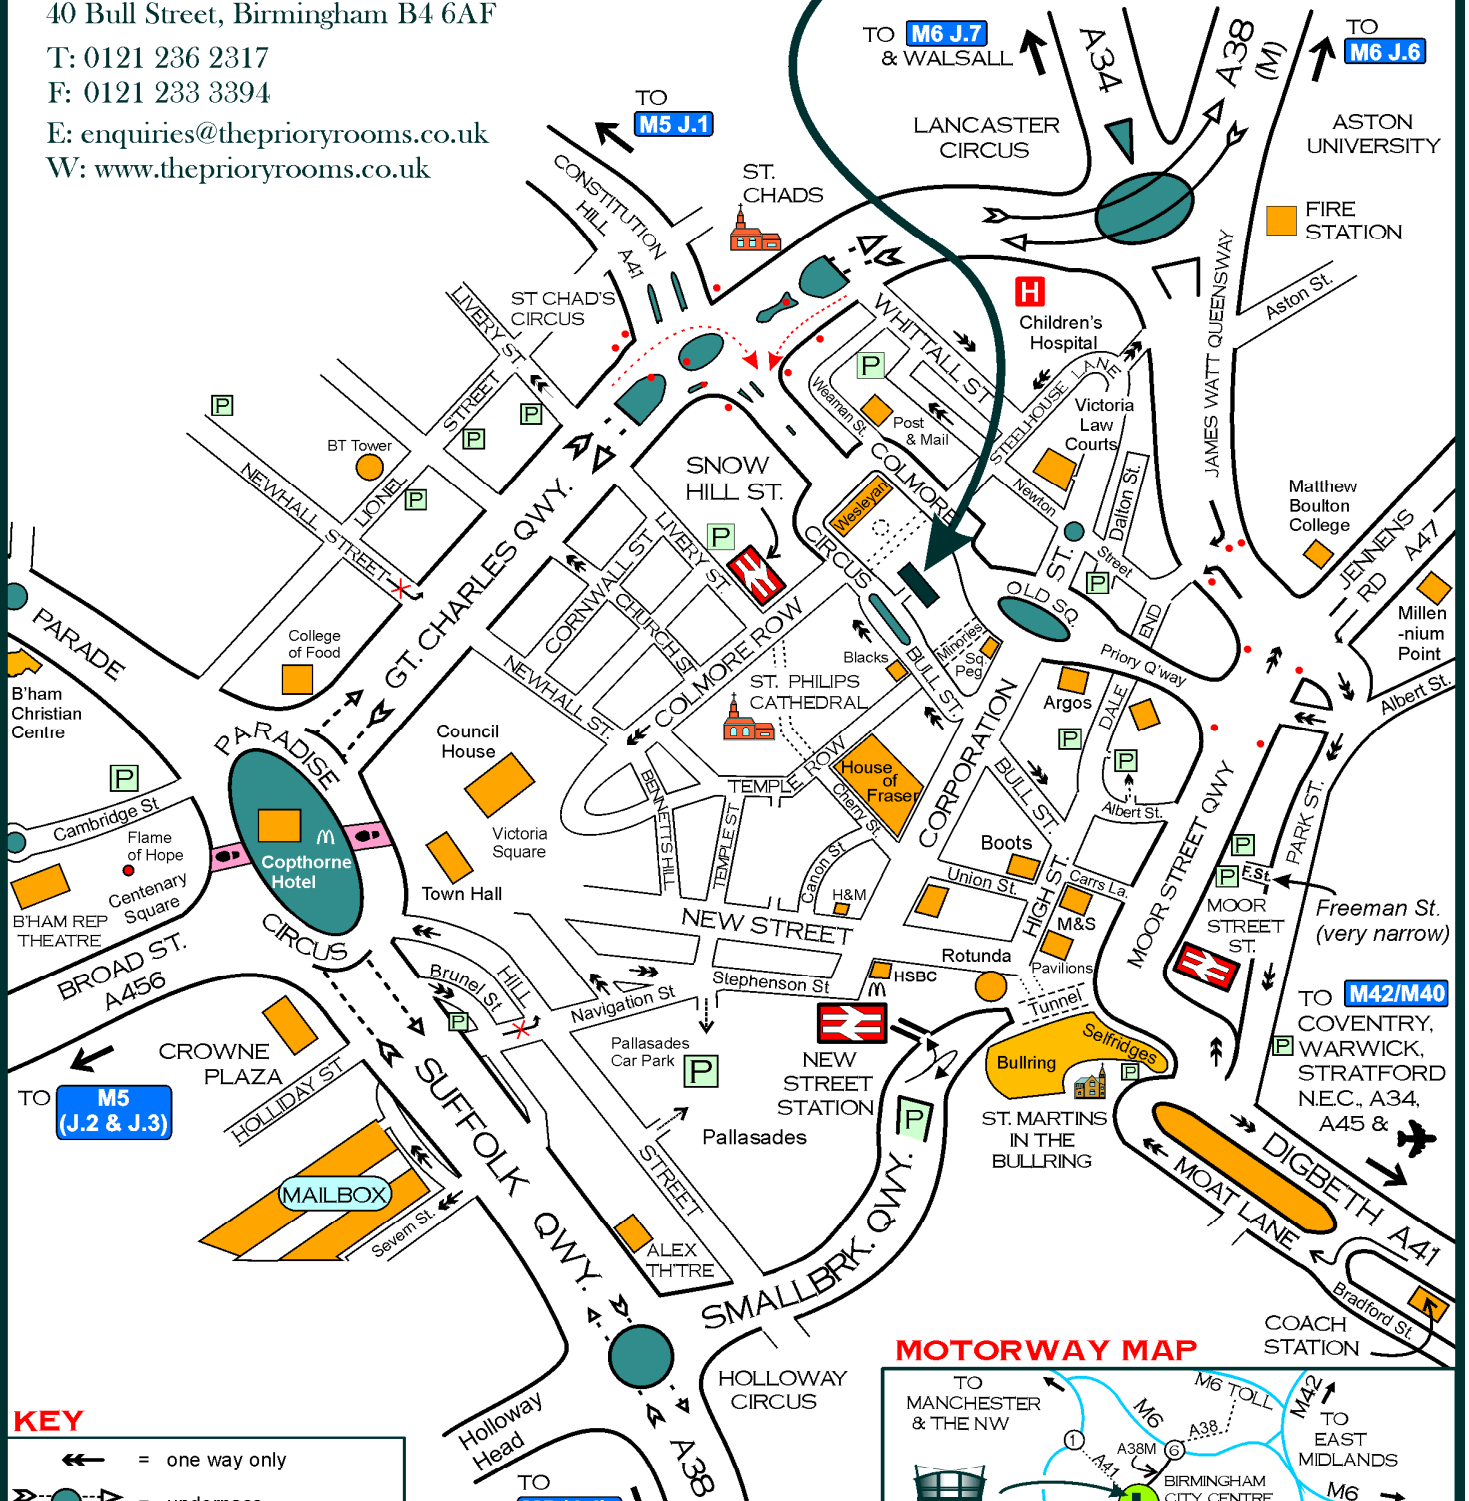 40 Bull Street, Birmingham B4 6AF
T: 0121 236 2317
F: 0121 233 3394
E: enquiries@theprioryrooms.co.uk
W: www.theprioryrooms.co.uk
TO M6 J.7
& WALSALL
A34
A38
(M)
TO
M6 J.6
TO
M5 J.1
LANCASTER
CIRCUS
ASTON
UNIVERSITY
CONSTITUTION
HILL
A41
ST.
CHADS
FIRE
STATION
JAMES WATT QUEENSWAY
Aston St.
LIVERY ST.
ST CHAD'S
CIRCUS
H
Children's
Hospital
WHITTALL ST
STEELHOUSE LANE
P
Weaman St.
Post
& Mail
Victoria
Law
Courts
P
STREET
P
P
BT Tower
LIONEL
P
NEWHALL STREET
SNOW
HILL ST.
P
COLMORE
CIRCUS
Wesleyan
Newton
Street
Dalton St.
Matthew
Boulton
College
JENNENS
RD
A47
Millen
-nium
Point
Albert St.
GT. CHARLES QWY.
LIVERY ST.
CORNWALL ST
CHURCH ST
COLMORE ROW
NEWHALL ST.
ST.
OLD SQ.
P
END
Priory Q'way
PARADE
College
of Food
B'ham
Christian
Centre
Blacks
BULL ST.
Minories
Sq.
Peg
ST. PHILIPS
CATHEDRAL
Argos
DALE
P
P
Albert St.
CORPORATION
BULL ST.
PARADISE
CIRCUS
Council
House
Victoria
Square
Town Hall
House
of
Fraser
TEMPLE ROW
Cherry St.
BENNETTS HILL
TEMPLE ST
Canon St
H&M
NEW STREET
P
Cambridge St
Flame
of Hope
Centenary
Square
B'HAM REP
THEATRE
Copthorne
Hotel
BROAD ST.
A456
Boots
Union St.
HIGH ST.
Carrs La.
M&S
Pavilions
Rotunda
HSBC
Tunnel
MOOR STREET QWY
PARK ST.
P
P
F.St.
MOOR
STREET
ST.
Freeman St.
(very narrow)
Brunel St
HILL
P
Navigation St
Stephenson St
Pallasades
Car Park
P
Pallasades
NEW
STREET
STATION
Bullring
Selfridges
P
ST. MARTINS
IN THE
BULLRING
TO M42/M40
COVENTRY,
P WARWICK,
STRATFORD
N.E.C., A34,
A45 &
CROWNE
PLAZA
HOLLIDAY ST
TO M5
(J.2 & J.3)
MAILBOX
Severn St.
SUFFOLK QWY.
STREET
ALEX
TH'TRE
P
SMALLBRK. QWY.
DIGBETH A41
MOAT LANE
Bradford St.
COACH
STATION
HOLLOWAY
CIRCUS
Holloway
Head
A38
TO
KEY
= one way only
= underpass
MOTORWAY MAP
TO
MANCHESTER
& THE NW
M6
M6 TOLL
M42
TO
EAST
MIDLANDS
1
A41
A38M
6
A38
BIRMINGHAM
CITY CENTRE
M6